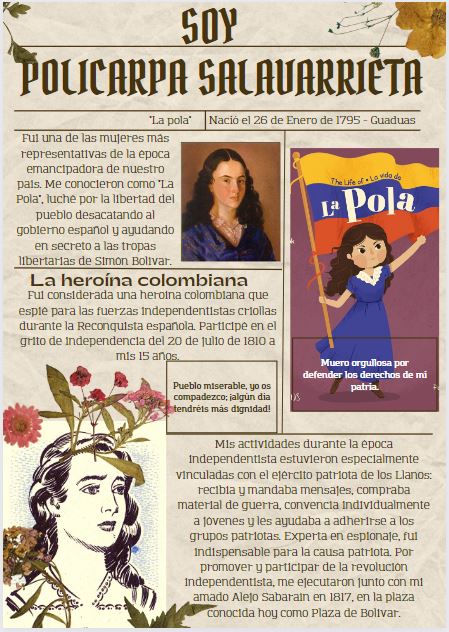 SOY
POLICARPA SALAVARRIETA
"La pola"
Nació el 26 de Enero de 1795 - Guaduas
Fui una de las mujeres más
representativas de la época
emancipadora de nuestro
país. Me conocieron como "La
Pola", luché por la libertad del
pueblo desacatando al
gobierno español y ayudando
en secreto a las tropas
libertarias de Simón Bolivar.
The Life of • La vida de
La Pola
Muero orgullosa por
defender los derechos de mi
patria.
La heroína colombiana
Fui considerada una heroína colombiana que
espié para las fuerzas independentistas criollas
durante la Reconquista española. Participé en el
grito de Independencia del 20 de julio de 1810 a
mis 15 años.
Pueblo miserable, yo os
compadezco; ¡algún día
tendréis más dignidad!
Mis actividades durante la época
independentista estuvieron especialmente
vinculadas con el ejército patriota de los Llanos:
recibía y mandaba mensajes, compraba
material de guerra, convencía individualmente
a jóvenes y les ayudaba a adherirse a los
grupos patriotas. Experta en espionaje, fui
indispensable para la causa patriota. Por
promover y participar de la revolución
independentista, me ejecutaron junto con mi
amado Alejo Sabaraín en 1817, en la plaza
conocida hoy como Plaza de Bolívar.